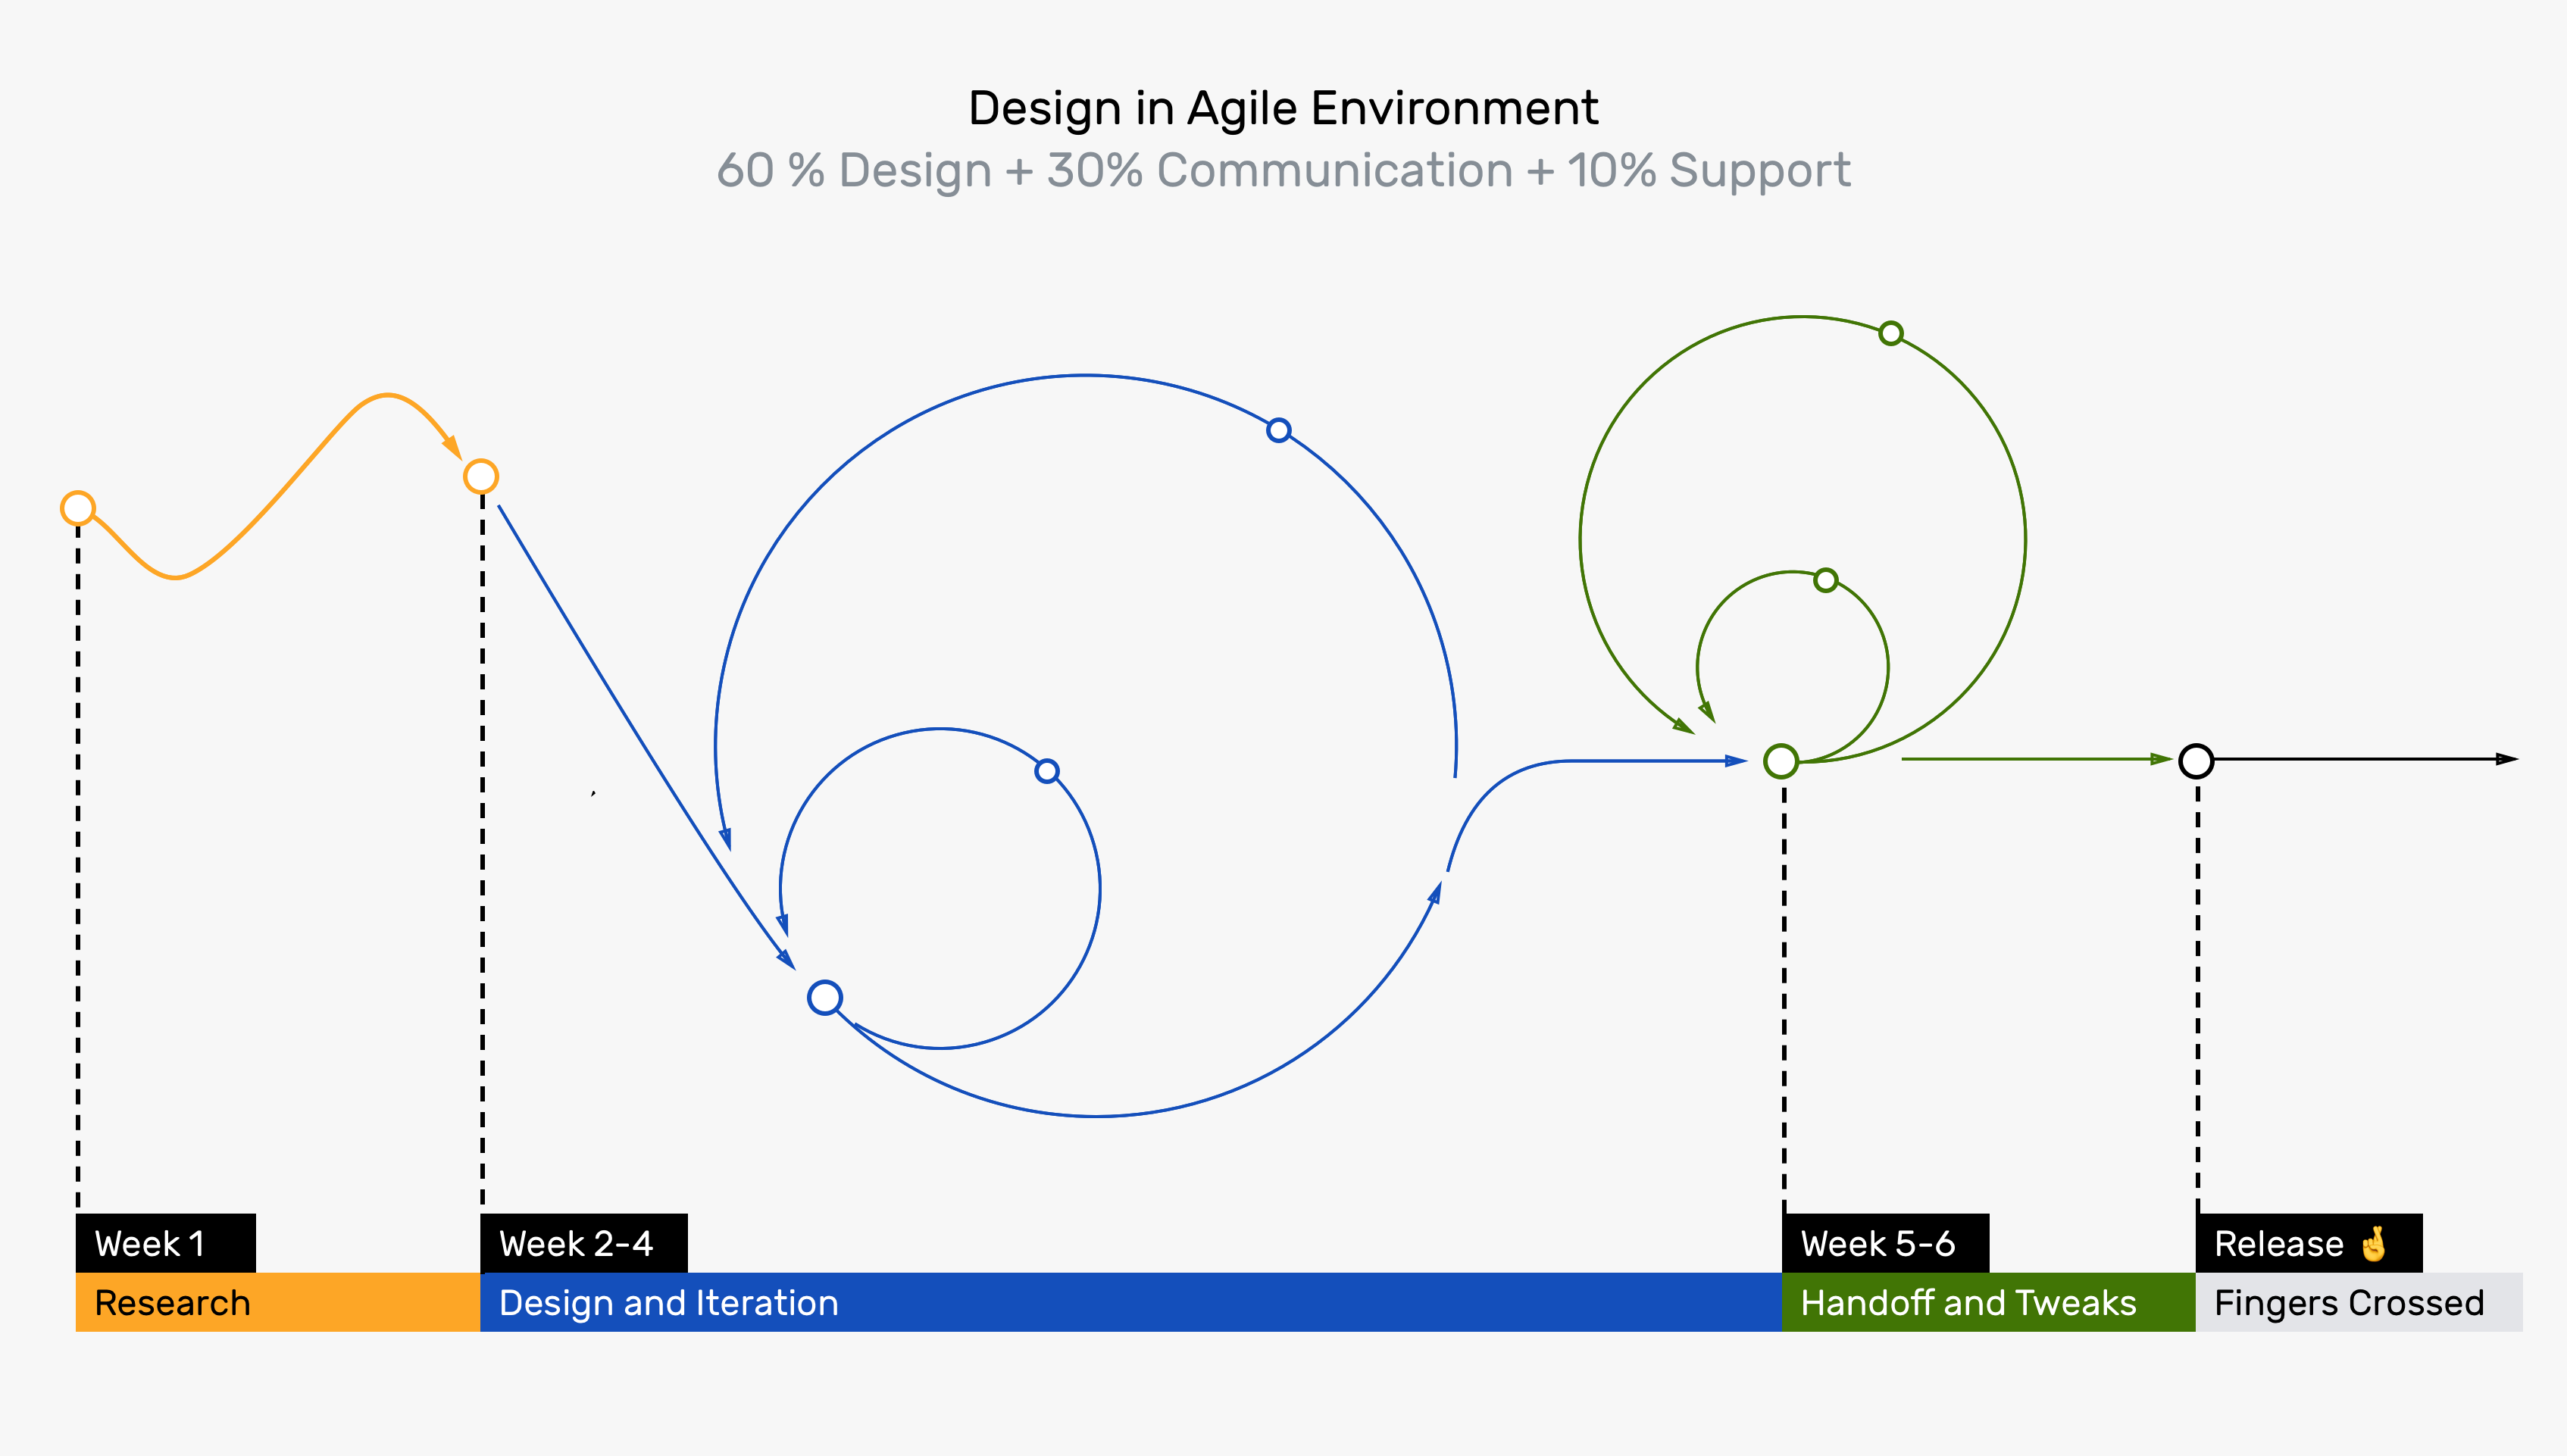 Design in Agile Environment
60 % Design + 30% Communication + 10% Support
Week 1
Week 2-4
Week 5-6
Release 🤞
Research
Design and Iteration
Handoff and Tweaks
Fingers Crossed